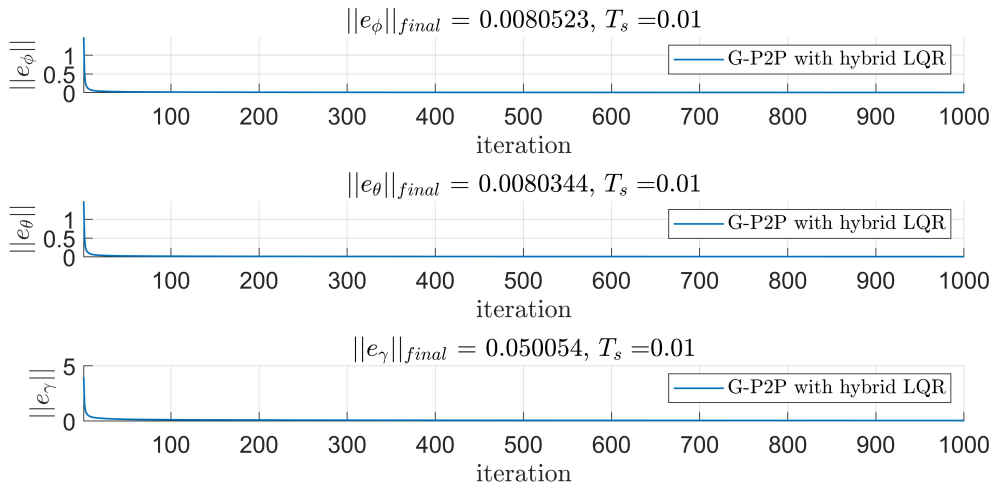 ||e_ϕ||_final = 0.0080523, T_s =0.01
||e_ϕ||
1
0.5
0
G-P2P with hybrid LQR
100 200 300 400 500 600 700 800 900 1000
iteration
||e_θ||_final = 0.0080344, T_s =0.01
||e_θ||
1
0.5
0
G-P2P with hybrid LQR
100 200 300 400 500 600 700 800 900 1000
iteration
||e_γ||_final = 0.050054, T_s =0.01
||e_γ||
5
0
G-P2P with hybrid LQR
100 200 300 400 500 600 700 800 900 1000
iteration